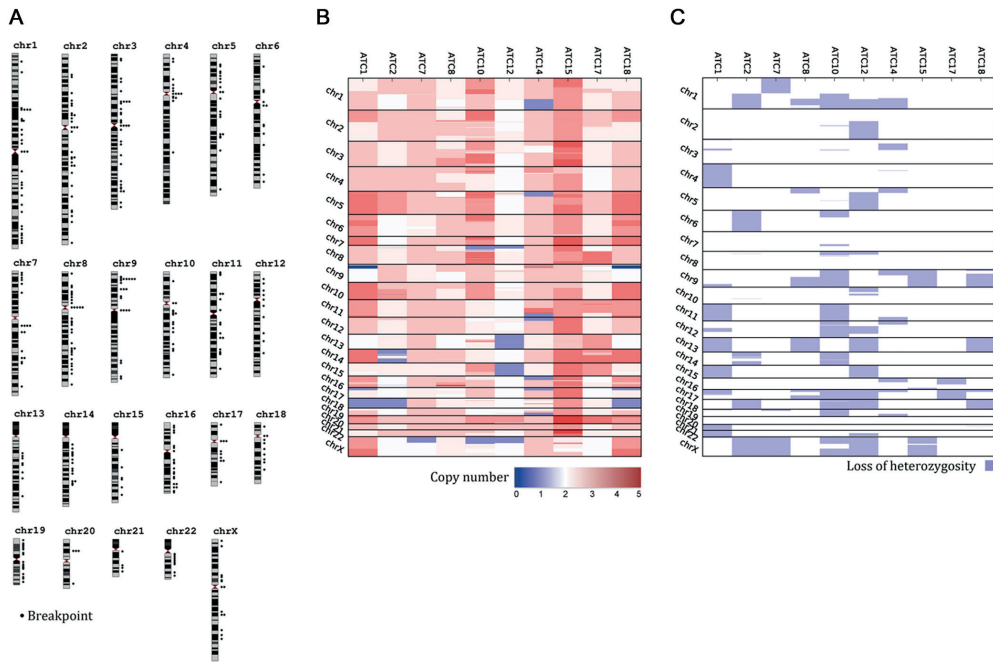 A
chr1 chr2 chr3 chr4 chr5 chr6
chr7 chr8 chr9 chr10 chr11 chr12
chr13 chr14 chr15 chr16 chr17 chr18
chr19 chr20 chr21 chr22 chrX
• Breakpoint
B
ATC1 ATC2 ATC7 ATC8 ATC10 ATC12 ATC14 ATC15 ATC17 ATC18
chr1
chr2
chr3
chr4
chr5
chr6
chr7
chr8
chr9
chr10
chr11
chr12
chr13
chr14
chr15
chr16
chr17
chr18
chr19
chr20
chr21
chr22
chrX
Copy number
0 1 2 3 4 5
C
ATC1 ATC2 ATC7 ATC8 ATC10 ATC12 ATC14 ATC15 ATC17 ATC18
chr1
chr2
chr3
chr4
chr5
chr6
chr7
chr8
chr9
chr10
chr11
chr12
chr13
chr14
chr15
chr16
chr17
chr18
chr19
chr20
chr21
chr22
chrX
Loss of heterozygosity